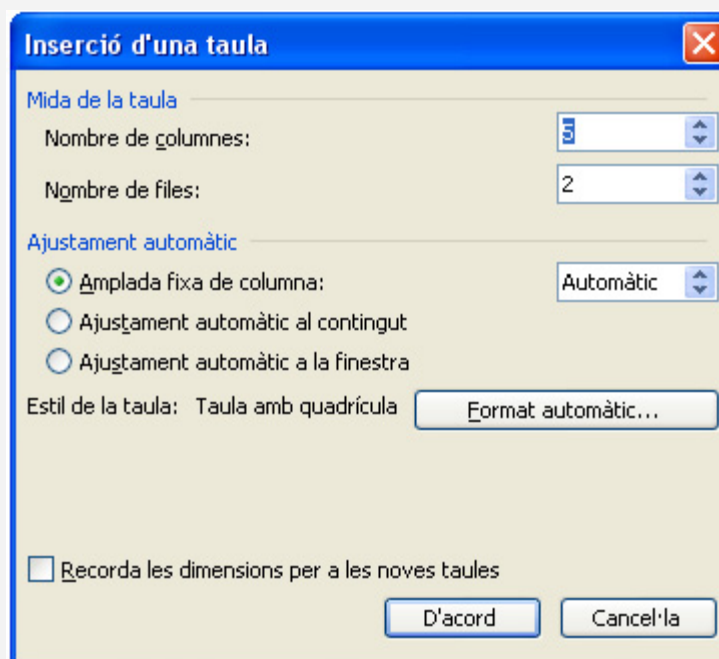 Inserció d'una taula
Mida de la taula
Nombre de columnes: 5
Nombre de files: 2
Ajustament automàtic
Amplada fixa de columna: Automàtic
Ajustament automàtic al contingut
Ajustament automàtic a la finestra
Estil de la taula: Taula amb quadrícula Format automàtic...
Recorda les dimensions per a les noves taules
D'acord Cancel·la